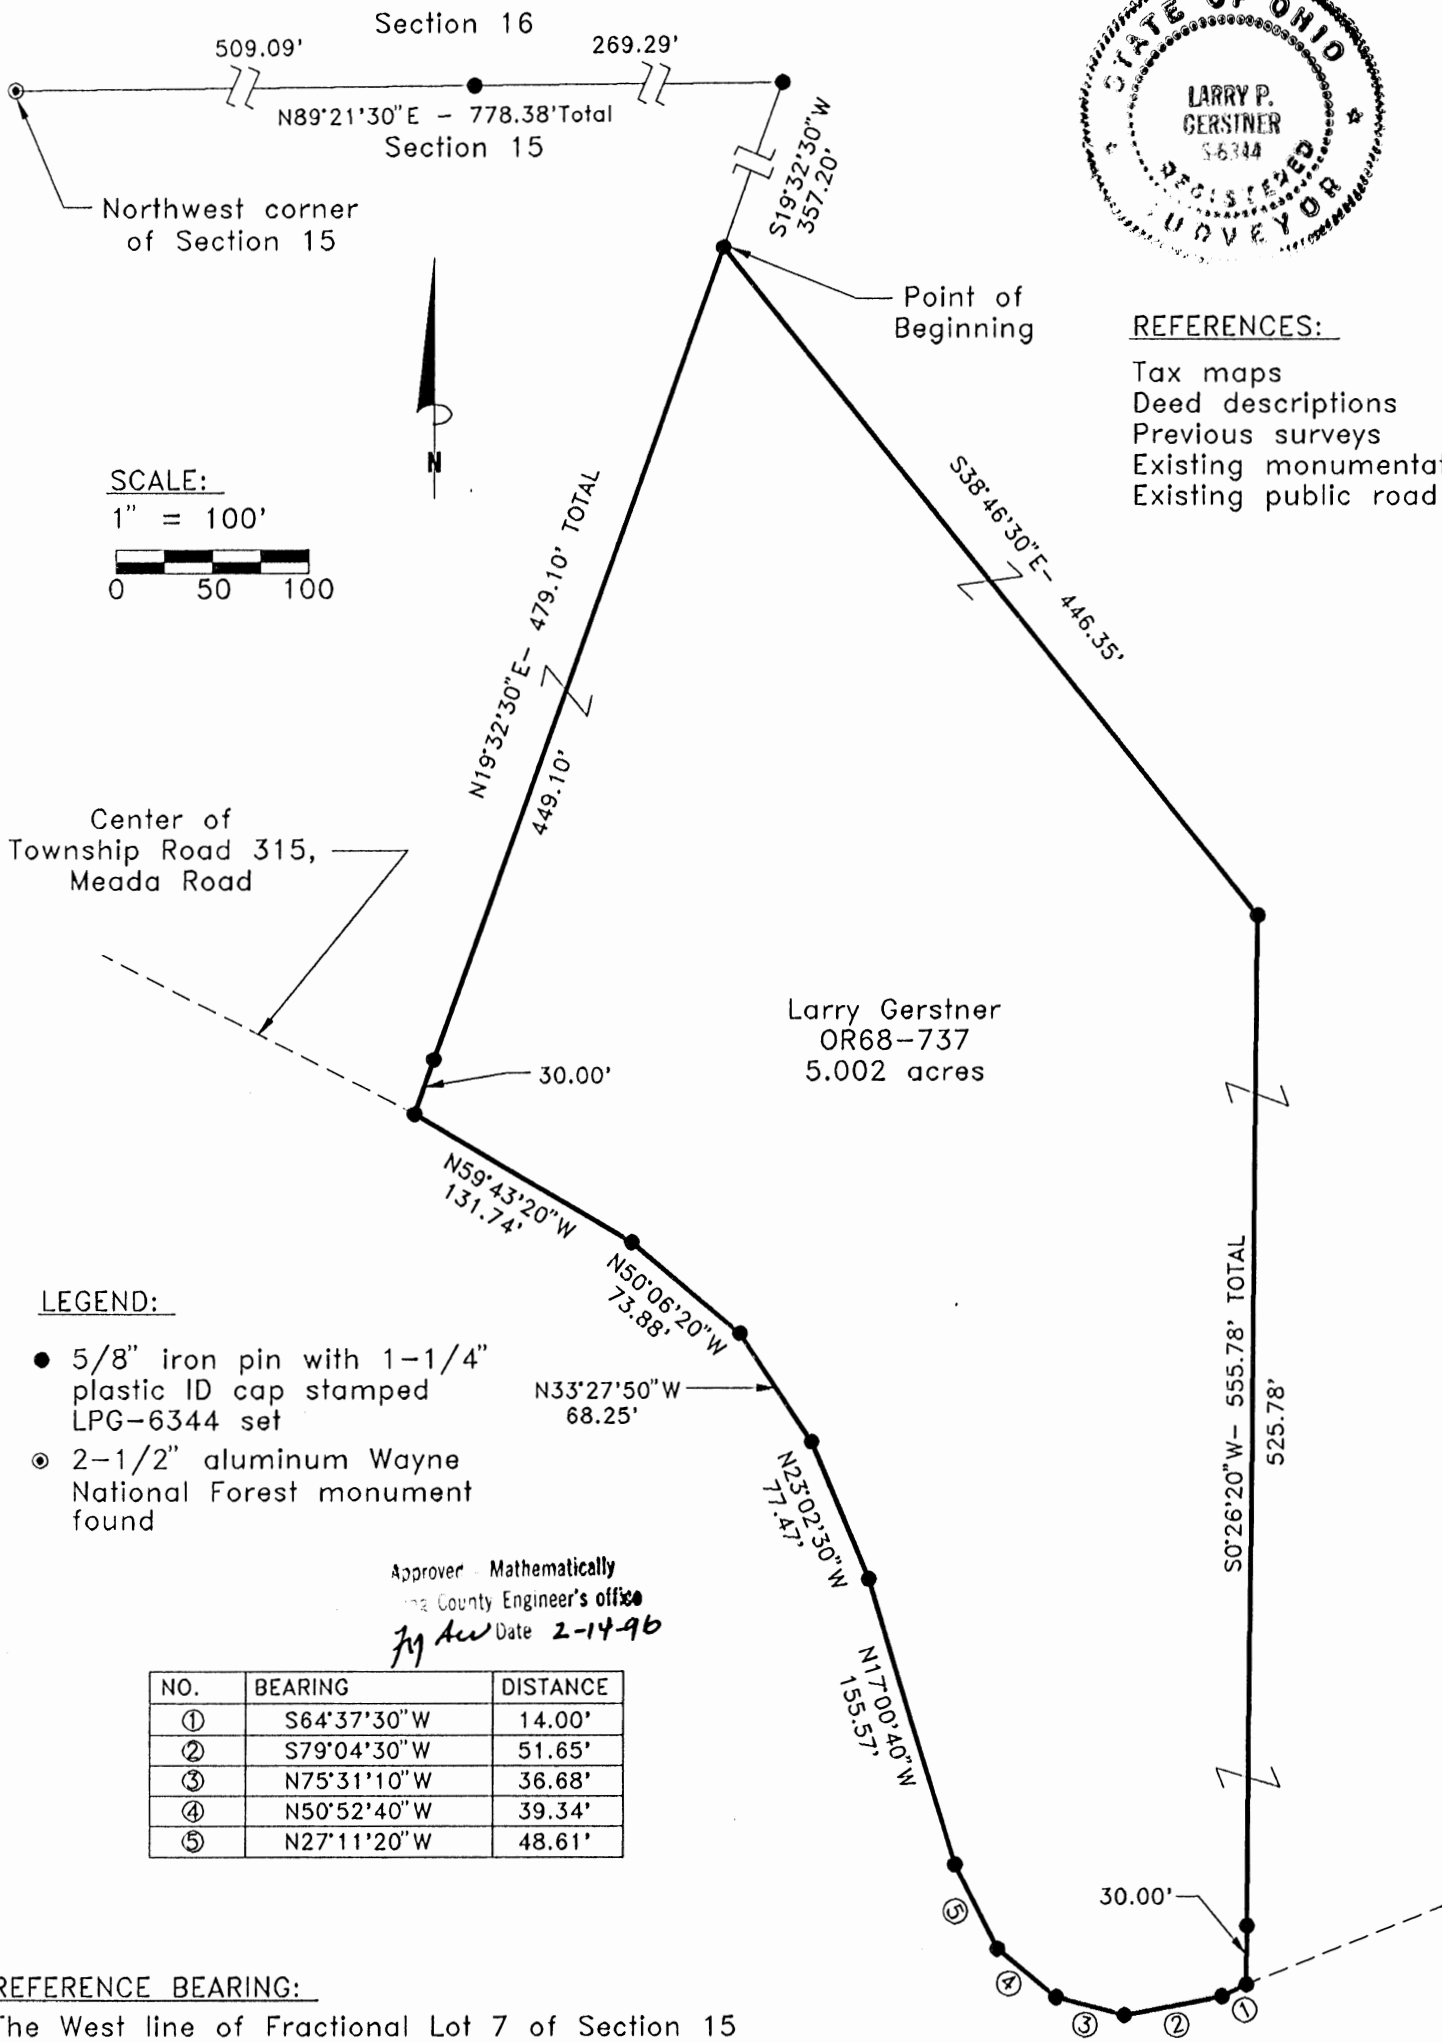 Section 16
509.09'
269.29'
N89°21'30"E - 778.38'Total
Section 15
Northwest corner
of Section 15
S19°32'30"W
357.20'
STATE OF OHIO
LARRY P.
GERSTNER
S-6344
REGISTERED
SURVEYOR
Point of
Beginning
REFERENCES:
Tax maps
Deed descriptions
Previous surveys
Existing
Existing public road
N
SCALE:
1" = 100'
0 50 100
N19°32'30"E- 479.10' TOTAL
449.10'
S38°46'30"E- 446.35'
Center of
Township Road 315,
Meada Road
30.00'
Larry Gerstner
OR68-737
5.002 acres
N59°43'20"W
131.74'
N50°06'20"W
73.88'
N33°27'50"W
68.25'
N23°02'30"W
77.47'
N17°00'40"W
155.57'
S0°26'20"W- 555.78' TOTAL
525.78'
LEGEND:
● 5/8" iron pin with 1-1/4"
plastic ID cap stamped
LPG-6344 set
◉ 2-1/2" aluminum Wayne
National Forest monument
found
Approved Mathematically
County Engineer's office
Date 2-14-96
NO. BEARING DISTANCE
① S64°37'30"W 14.00'
② S79°04'30"W 51.65'
③ N75°31'10"W 36.68'
④ N50°52'40"W 39.34'
⑤ N27°11'20"W 48.61'
30.00'
⑤
④
③
②
①
REFERENCE BEARING:
The West line of Fractional Lot 7 of Section 15